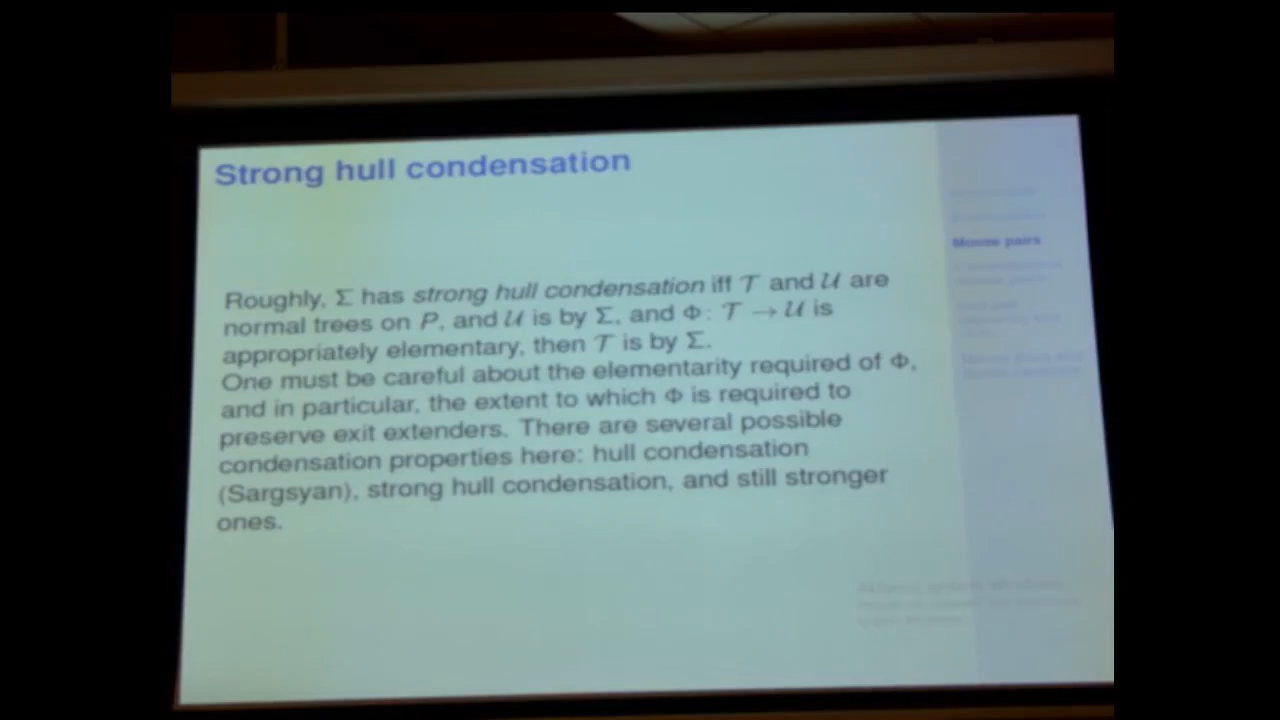 Strong hull condensation
Roughly, Σ has strong hull condensation iff 𝒯 and 𝒰 are
normal trees on P, and 𝒰 is by Σ, and Φ: 𝒯 → 𝒰 is
appropriately elementary, then 𝒯 is by Σ.
One must be careful about the elementarity required of Φ,
and in particular, the extent to which Φ is required to
preserve exit extenders. There are several possible
condensation properties here: hull condensation
(Sargsyan), strong hull condensation, and still stronger
ones.
Mouse pairs